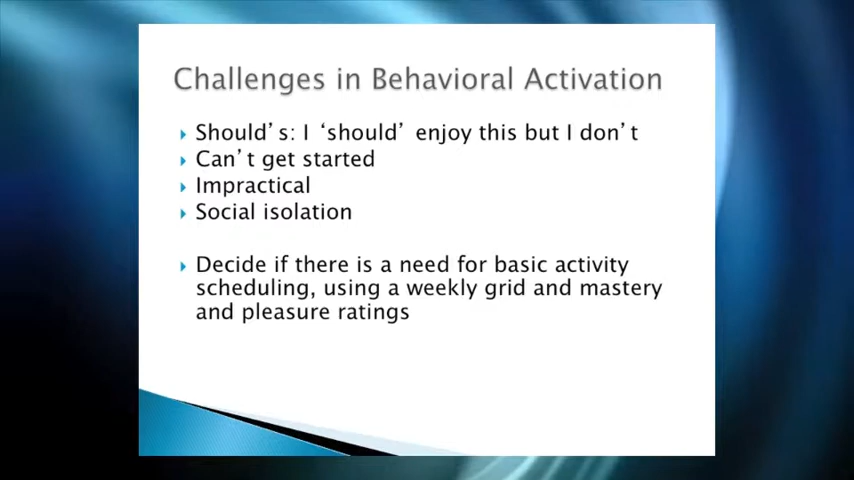 Challenges in Behavioral Activation
Should's: I 'should' enjoy this but I don't
Can't get started
Impractical
Social isolation
Decide if there is a need for basic activity
scheduling, using a weekly grid and mastery
and pleasure ratings